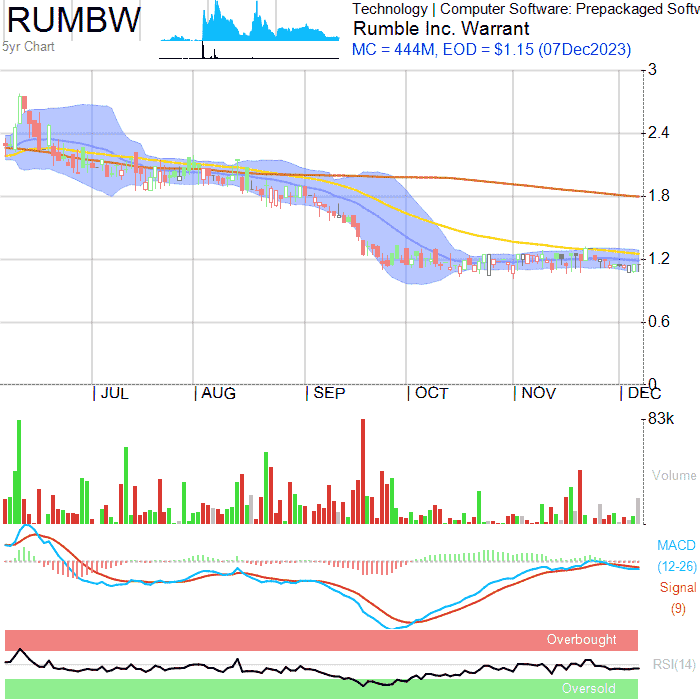 RUMBW
5yr Chart
Technology | Computer Software: Prepackaged Softw
Rumble Inc. Warrant
MC = 444M, EOD = $1.15 (07Dec2023)
3
2.4
1.8
1.2
0.6
0
JUL AUG SEP OCT NOV DEC
83k
Volume
MACD
(12-26)
Signal
(9)
Overbought
RSI(14)
Oversold